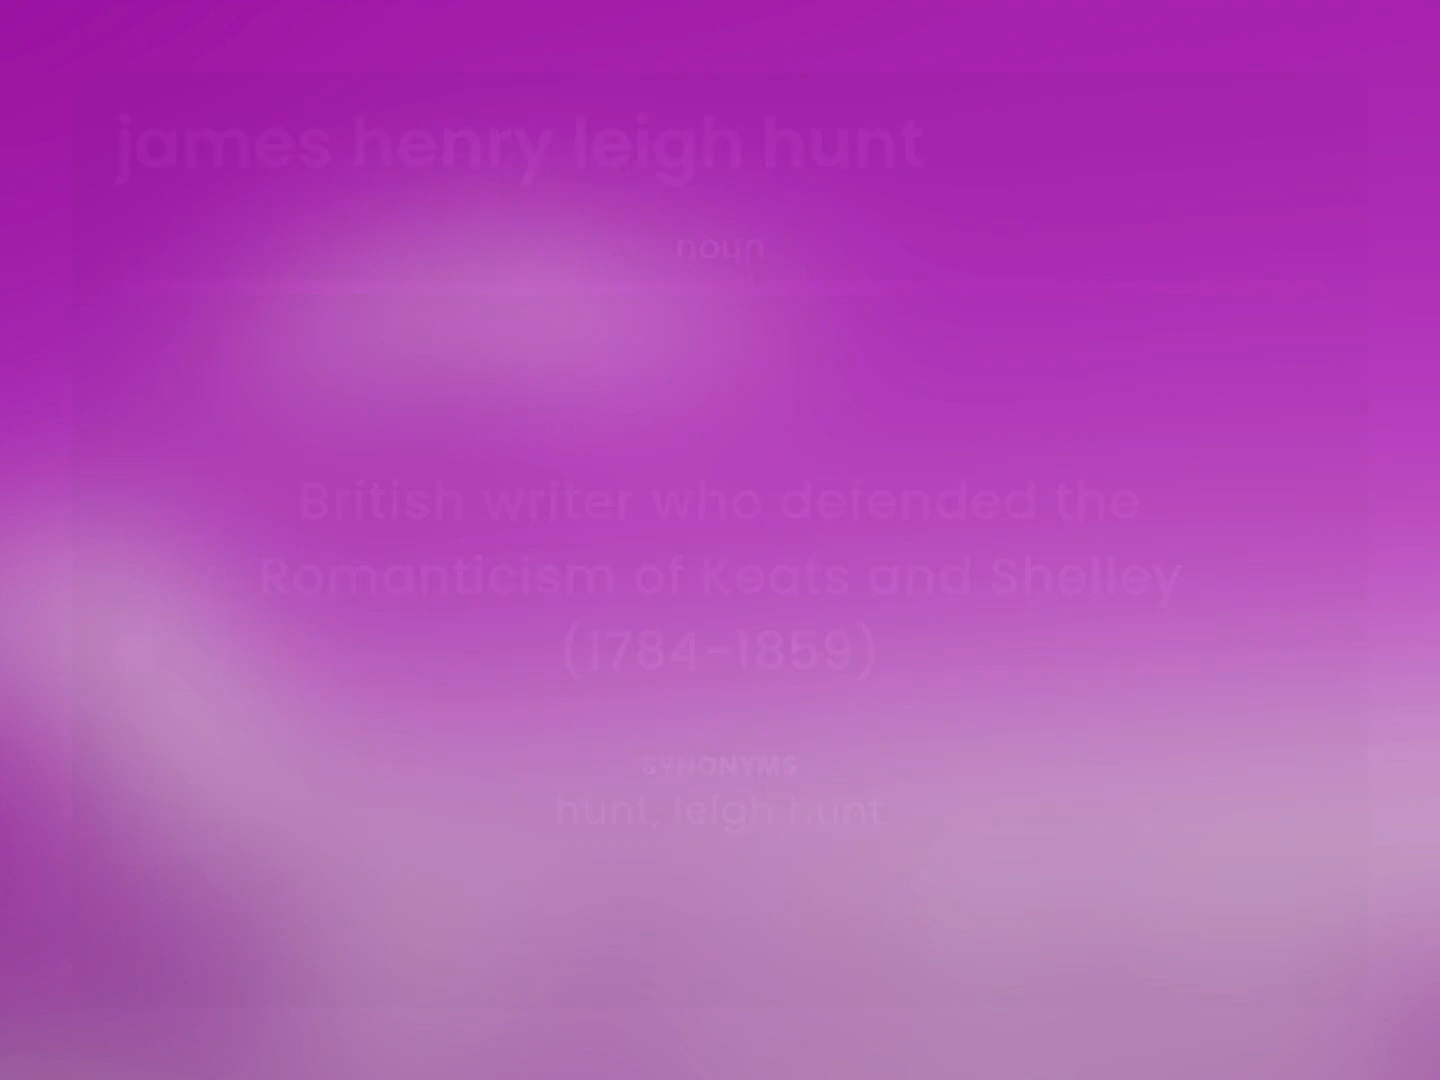 james henry leigh hunt
noun
British writer who defended the
Romanticism of Keats and Shelley
(1784-1859)
SYNONYMS
hunt, leigh hunt